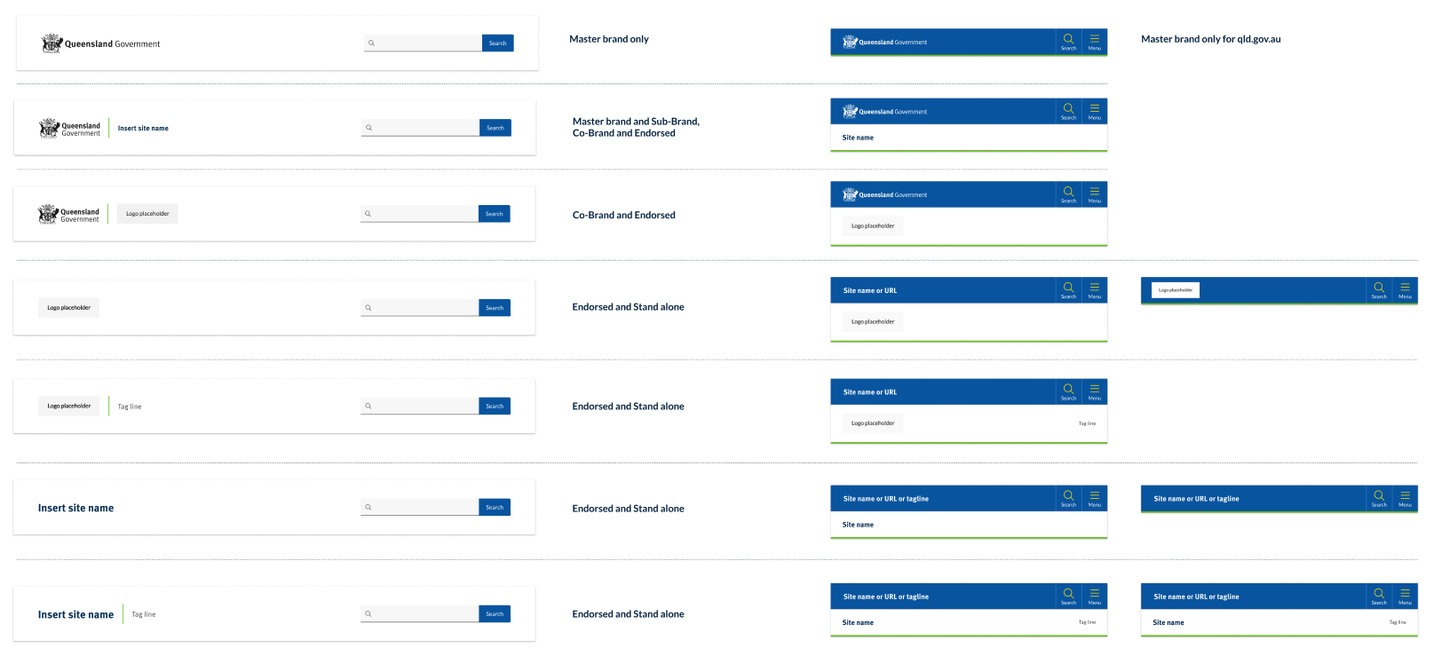 Queensland Government
Search
Master brand only
Queensland Government
Search
Menu
Master brand only for qld.gov.au
Queensland
Government
Insert site name
Search
Master brand and Sub-Brand,
Co-Brand and Endorsed
Queensland Government
Search
Menu
Site name
Queensland
Government
Logo placeholder
Search
Co-Brand and Endorsed
Queensland Government
Search
Menu
Logo placeholder
Logo placeholder
Search
Endorsed and Stand alone
Site name or URL
Search
Menu
Logo placeholder
Logo placeholder
Search
Menu
Logo placeholder
Tag line
Search
Endorsed and Stand alone
Site name or URL
Search
Menu
Logo placeholder
Tag line
Insert site name
Search
Endorsed and Stand alone
Site name or URL or tagline
Search
Menu
Site name
Site name or URL or tagline
Search
Menu
Insert site name
Tag line
Search
Endorsed and Stand alone
Site name or URL or tagline
Search
Menu
Site name
Tag line
Site name or URL or tagline
Search
Menu
Site name
Tag line